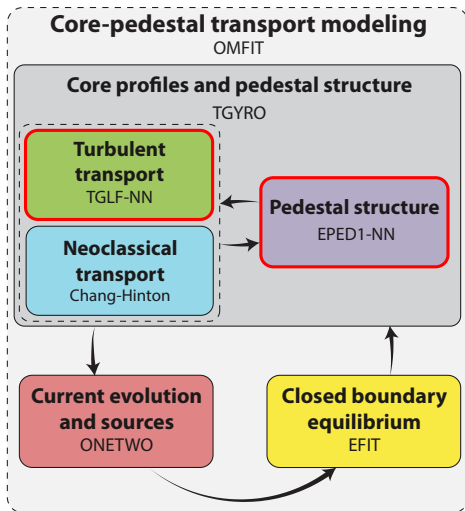 Core-pedestal transport modeling
OMFIT
Core profiles and pedestal structure
TGYRO
Turbulent
transport
TGLF-NN
Pedestal structure
EPED1-NN
Neoclassical
transport
Chang-Hinton
Current evolution
and sources
ONETWO
Closed boundary
equilibrium
EFIT